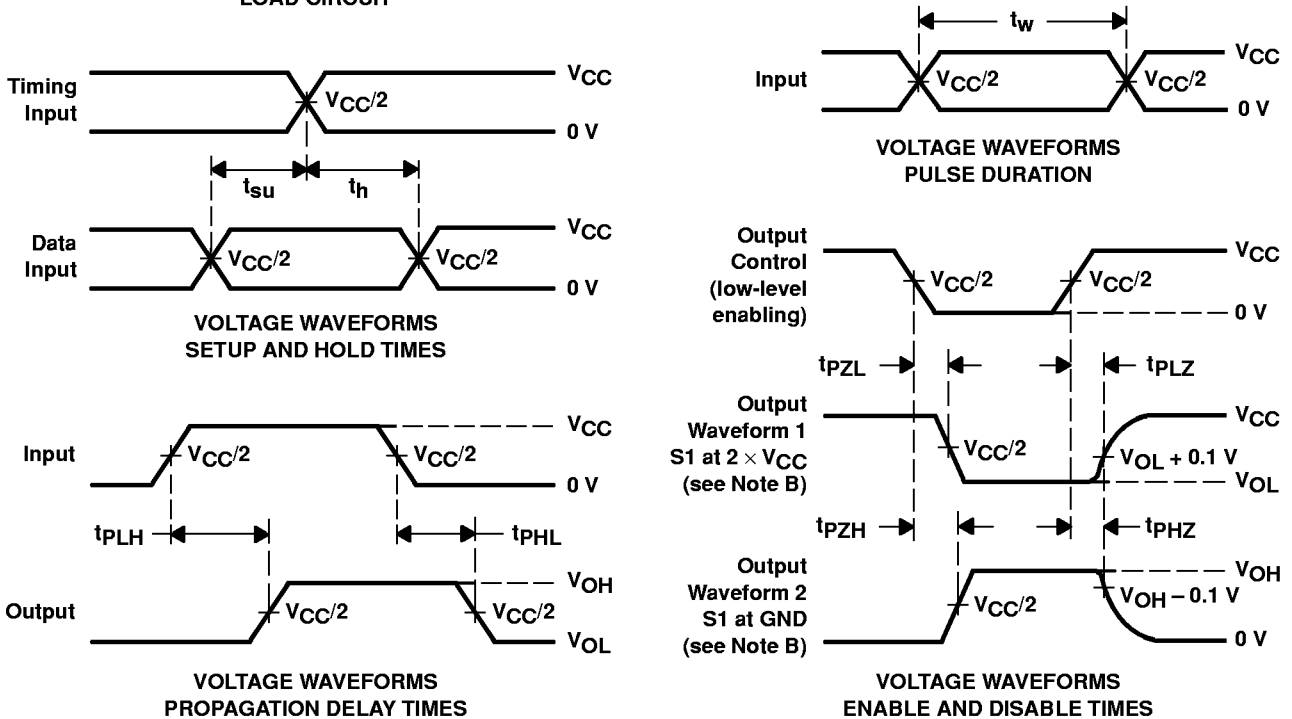 LOAD CIRCUIT
Timing
Input
VCC
VCC/2
0 V
tsu
th
Data
Input
VCC
VCC/2
VCC/2
0 V
VOLTAGE WAVEFORMS
SETUP AND HOLD TIMES
tw
Input
VCC
VCC/2
VCC/2
0 V
VOLTAGE WAVEFORMS
PULSE DURATION
Input
VCC
VCC/2
VCC/2
0 V
tPLH
tPHL
Output
VOH
VCC/2
VCC/2
VOL
VOLTAGE WAVEFORMS
PROPAGATION DELAY TIMES
Output
Control
(low-level
enabling)
VCC
VCC/2
VCC/2
0 V
tPZL
tPLZ
Output
Waveform 1
S1 at 2 × VCC
(see Note B)
VCC
VCC/2
VOL + 0.1 V
VOL
tPZH
tPHZ
Output
Waveform 2
S1 at GND
(see Note B)
VOH
VCC/2
VOH – 0.1 V
0 V
VOLTAGE WAVEFORMS
ENABLE AND DISABLE TIMES